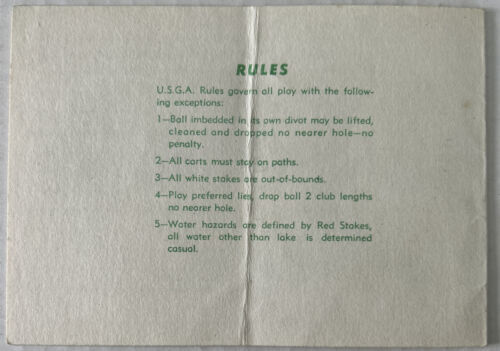 RULES
U.S.G.A. Rules govern all play with the follow-
ing exceptions:
1—Ball imbedded in its own divot may be lifted,
cleaned and dropped no nearer hole—no
penalty.
2—All carts must stay on paths.
3—All white stakes are out-of-bounds.
4—Play preferred lies, drop ball 2 club lengths
no nearer hole.
5—Water hazards are defined by Red Stakes,
all water other than lake is determined
casual.